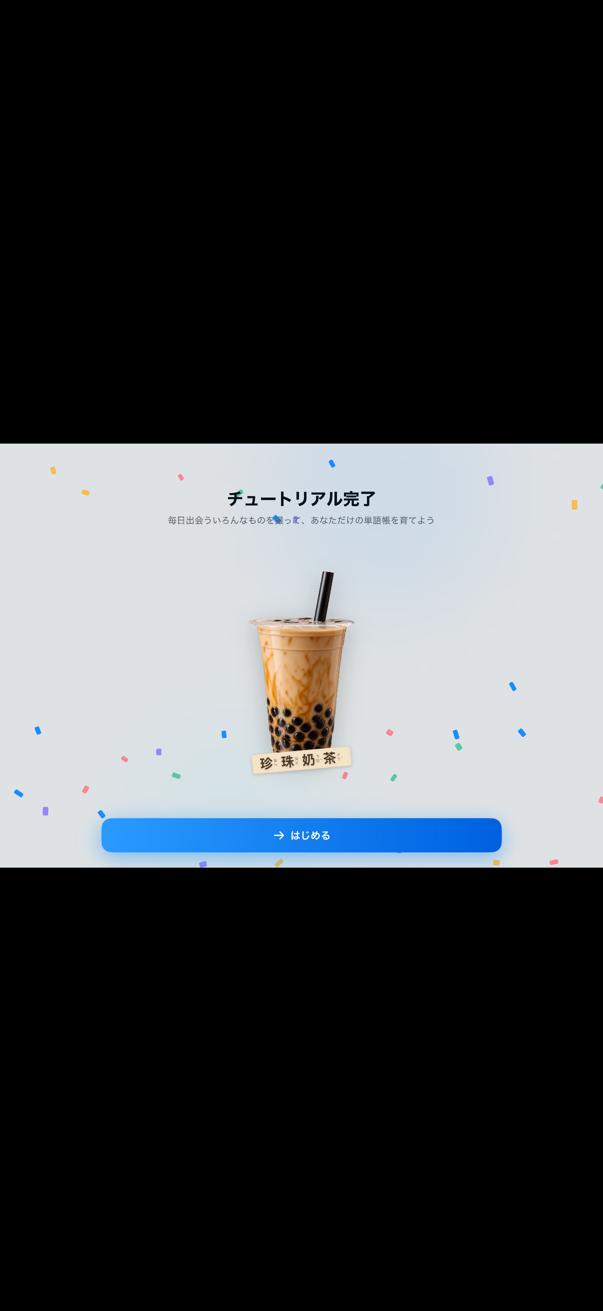 チュートリアル完了
毎日出会ういろんなものを撮って、あなただけの単語帳を育てよう
珍珠奶茶
→ はじめる